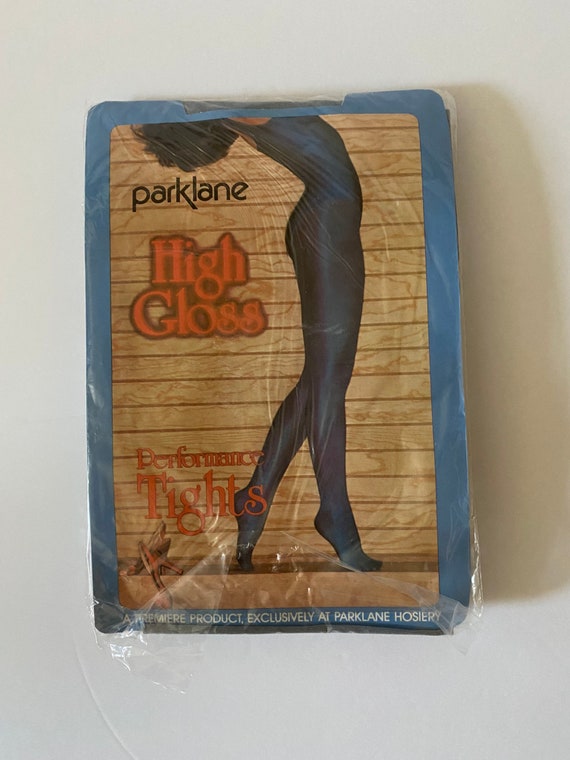 parklane
High
Gloss
Performance
Tights
A PREMIERE PRODUCT, EXCLUSIVELY AT PARKLANE HOSIERY